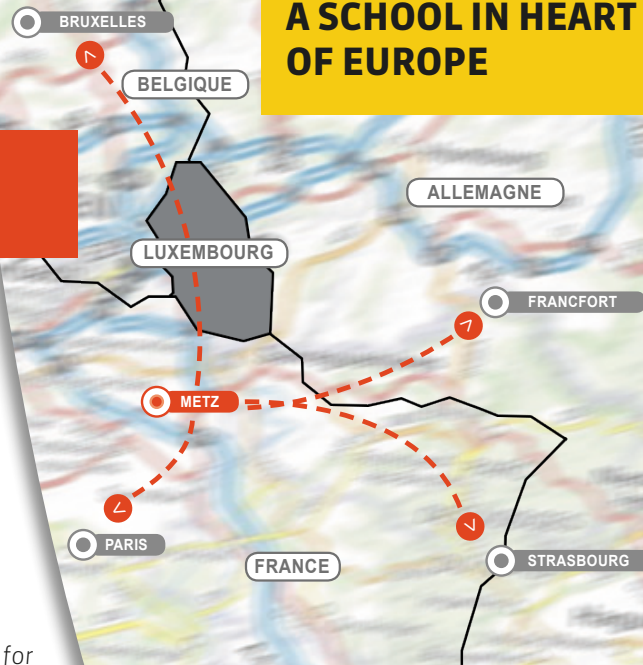 A SCHOOL IN HEART
OF EUROPE
BRUXELLES
BELGIQUE
ALLEMAGNE
LUXEMBOURG
FRANCFORT
METZ
PARIS
FRANCE
STRASBOURG
for